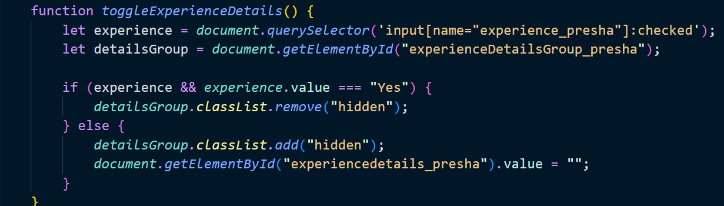 function toggleExperienceDetails() {
    let experience = document.querySelector('input[name="experience_presha"]:checked');
    let detailsGroup = document.getElementById("experienceDetailsGroup_presha");

    if (experience && experience.value === "Yes") {
        detailsGroup.classList.remove("hidden");
    } else {
        detailsGroup.classList.add("hidden");
        document.getElementById("experiencedetails_presha").value = "";
    }
}